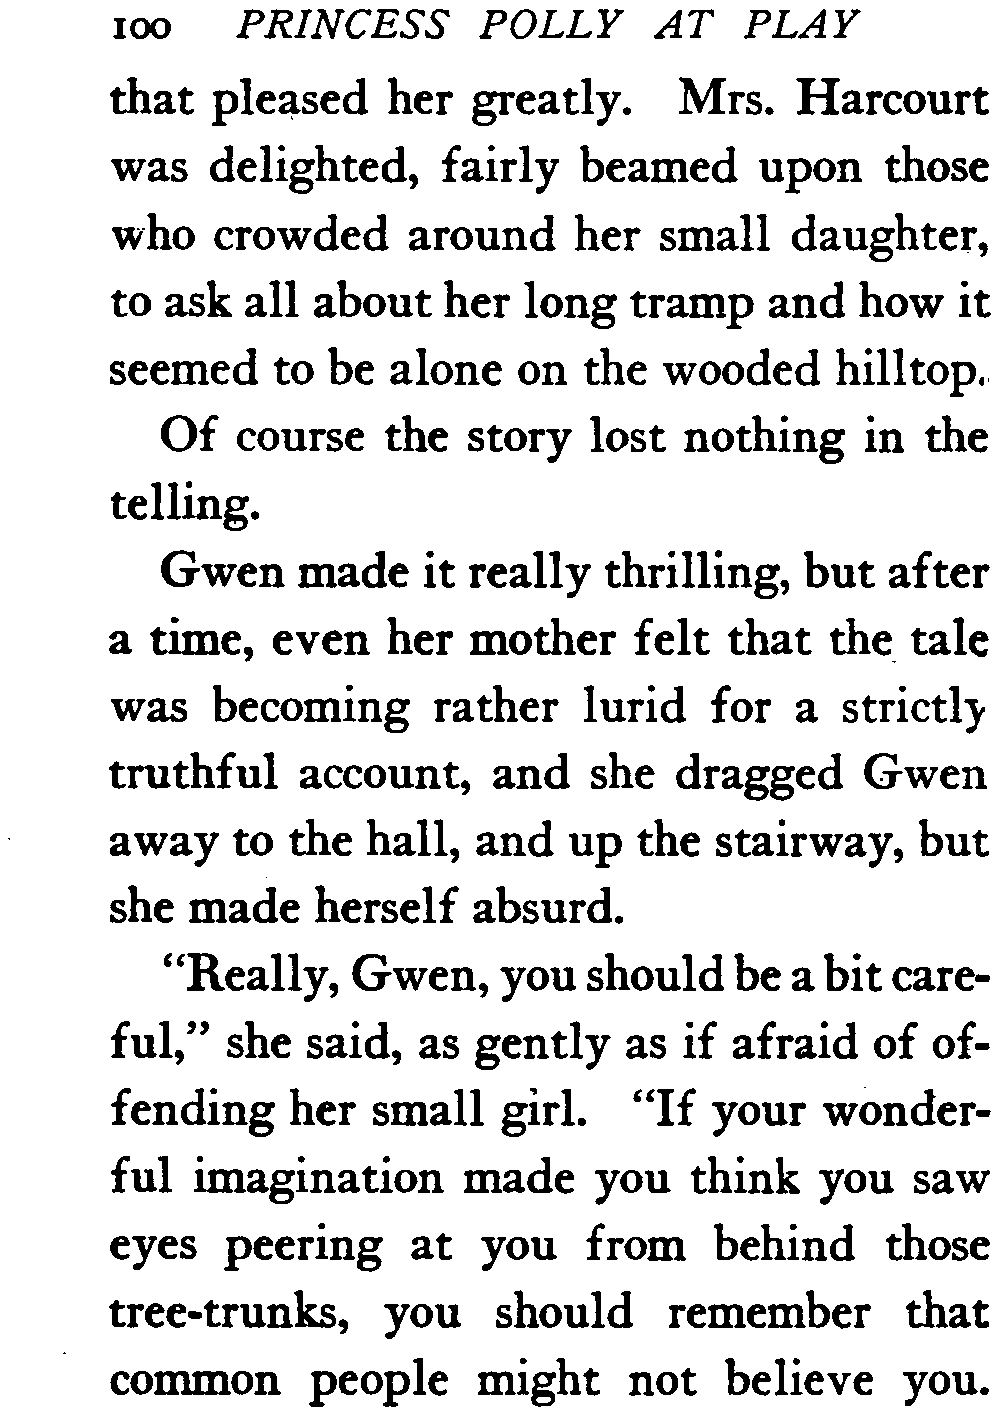 100 PRINCESS POLLY AT PLAY
that pleased her greatly. Mrs. Harcourt
was delighted, fairly beamed upon those
who crowded around her small daughter,
to ask all about her long tramp and how it
seemed to be alone on the wooded hilltop.
Of course the story lost nothing in the
telling.
Gwen made it really thrilling, but after
a time, even her mother felt that the tale
was becoming rather lurid for a strictly
truthful account, and she dragged Gwen
away to the hall, and up the stairway, but
she made herself absurd.
"Really, Gwen, you should be a bit care-
ful," she said, as gently as if afraid of of-
fending her small girl. "If your wonder-
ful imagination made you think you saw
eyes peering at you from behind those
tree-trunks, you should remember that
common people might not believe you.